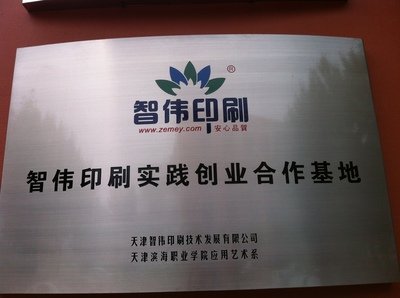 ®
智伟印刷
www.zemey.com 安心品質
智伟印刷实践创业合作基地
天津智伟印刷技术发展有限公司
天津滨海职业学院应用艺术系